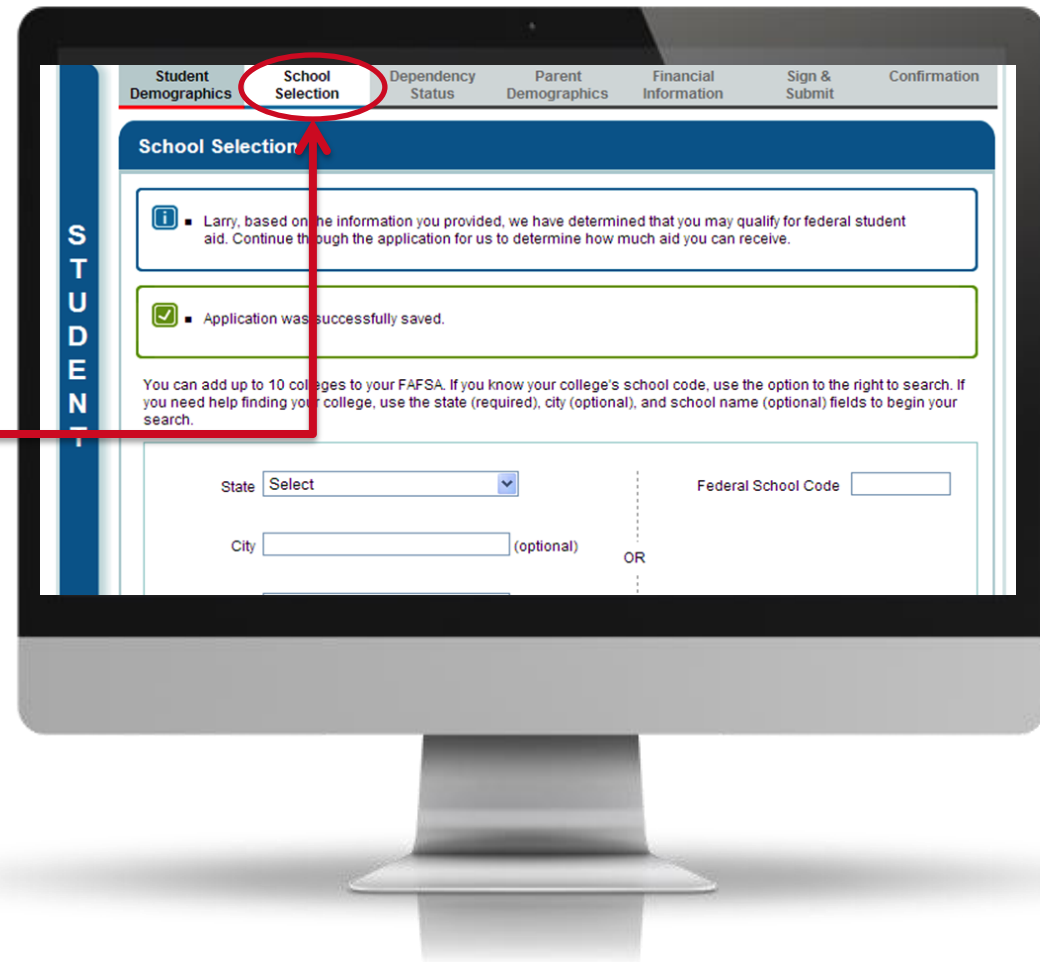 Student Demographics
School Selection
Dependency Status
Parent Demographics
Financial Information
Sign & Submit
Confirmation
School Selection
STUDENT
i
Larry, based on the information you provided, we have determined that you may qualify for federal student
aid. Continue through the application for us to determine how much aid you can receive.
Application was successfully saved.
You can add up to 10 colleges to your FAFSA. If you know your college's school code, use the option to the right to search. If
you need help finding your college, use the state (required), city (optional), and school name (optional) fields to begin your
search.
State Select
Federal School Code
City (optional)
OR